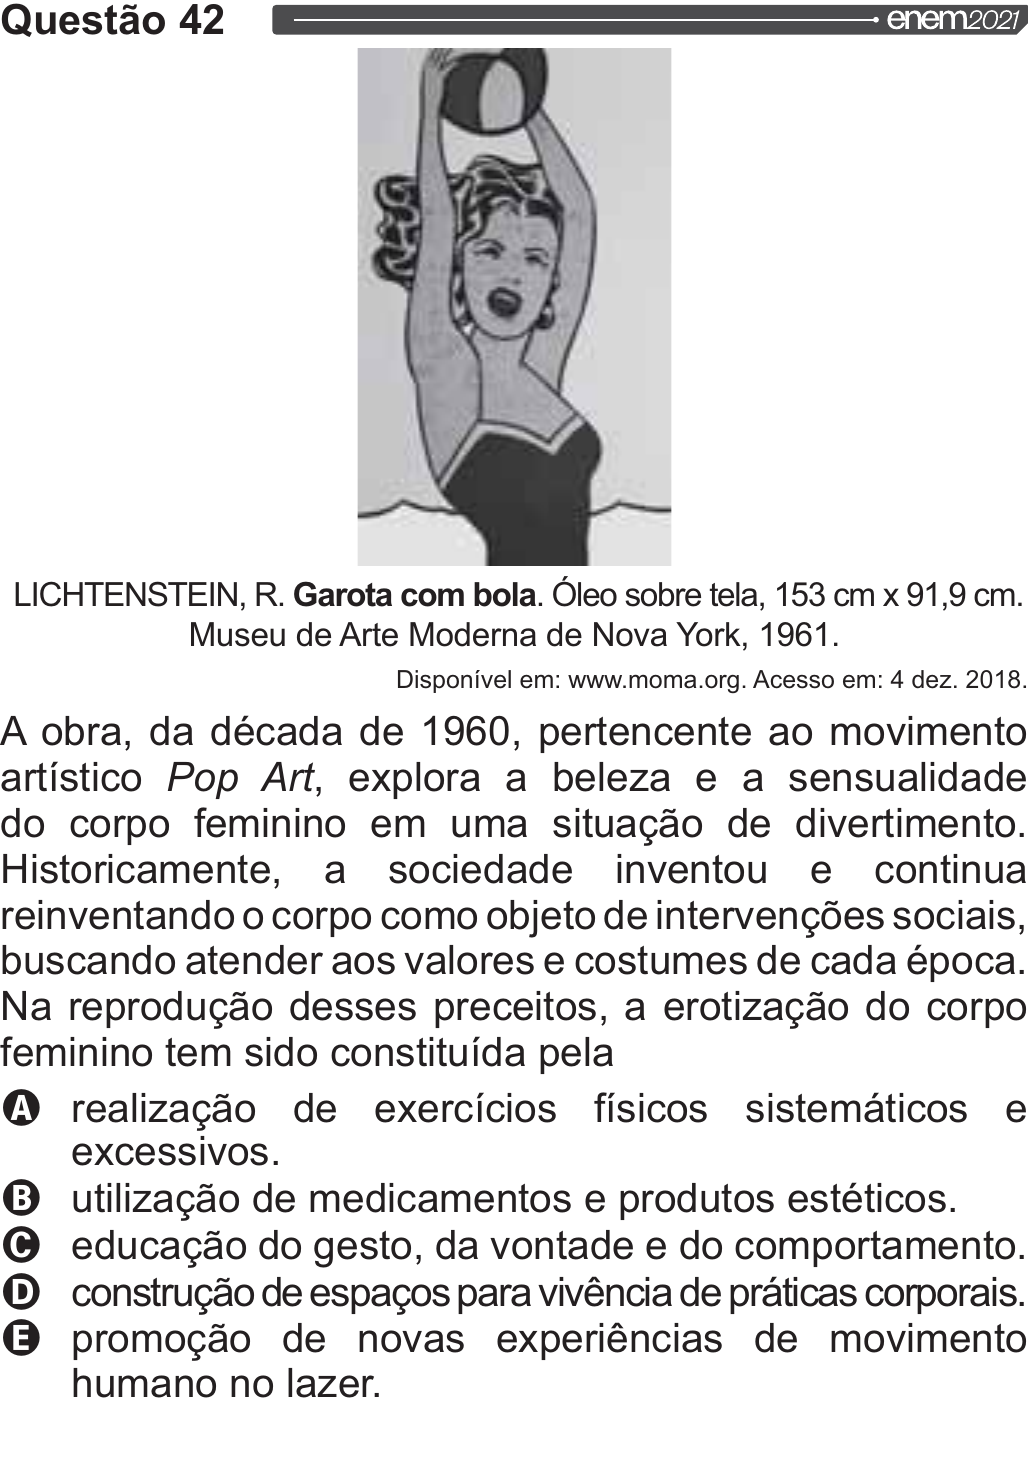 Questão 42
enem2021
LICHTENSTEIN, R. Garota com bola. Óleo sobre tela, 153 cm x 91,9 cm.
Museu de Arte Moderna de Nova York, 1961.
Disponível em: www.moma.org. Acesso em: 4 dez. 2018.
A obra, da década de 1960, pertencente ao movimento
artístico Pop Art, explora a beleza e a sensualidade
do corpo feminino em uma situação de divertimento.
Historicamente, a sociedade inventou e continua
reinventando o corpo como objeto de intervenções sociais,
buscando atender aos valores e costumes de cada época.
Na reprodução desses preceitos, a erotização do corpo
feminino tem sido constituída pela
A realização de exercícios físicos sistemáticos e
excessivos.
B utilização de medicamentos e produtos estéticos.
C educação do gesto, da vontade e do comportamento.
D construção de espaços para vivência de práticas corporais.
E promoção de novas experiências de movimento
humano no lazer.